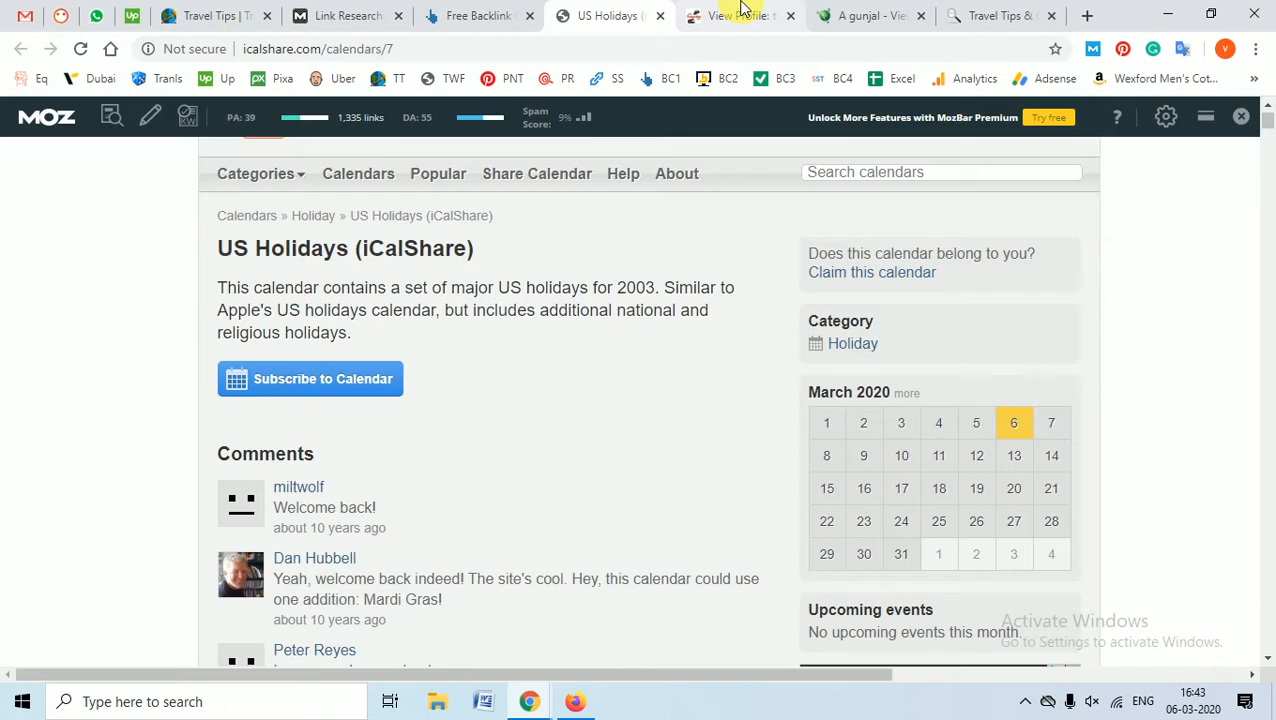 Travel Tips | T
Link Research
Free Backlink
US Holidays (i
View Profile: t
A gunjal - Vie
Travel Tips &
Not secure
icalshare.com/calendars/7
V
Eq
Dubai
Transls
Up
Pixa
Uber
TT
TWF
PNT
PR
SS
BC1
BC2
BC3
BC4
Excel
Analytics
Adsense
Wexford Men's Cot...
MOZ
PA: 39
1,335 links
DA: 55
Spam
Score:
9%
Unlock More Features with MozBar Premium
Try free
Categories
Calendars
Popular
Share Calendar
Help
About
Search calendars
Calendars » Holiday » US Holidays (iCalShare)
US Holidays (iCalShare)
This calendar contains a set of major US holidays for 2003. Similar to
Apple's US holidays calendar, but includes additional national and
religious holidays.
Subscribe to Calendar
Comments
miltwolf
Welcome back!
about 10 years ago
Dan Hubbell
Yeah, welcome back indeed! The site's cool. Hey, this calendar could use
one addition: Mardi Gras!
about 10 years ago
Peter Reyes
Does this calendar belong to you?
Claim this calendar
Category
Holiday
March 2020 more
1 2 3 4 5 6 7
8 9 10 11 12 13 14
15 16 17 18 19 20 21
22 23 24 25 26 27 28
29 30 31 1 2 3 4
Upcoming events
No upcoming events this month
Activate Windows
Go to Settings to activate Windows.
Type here to search
ENG
16:43
06-03-2020